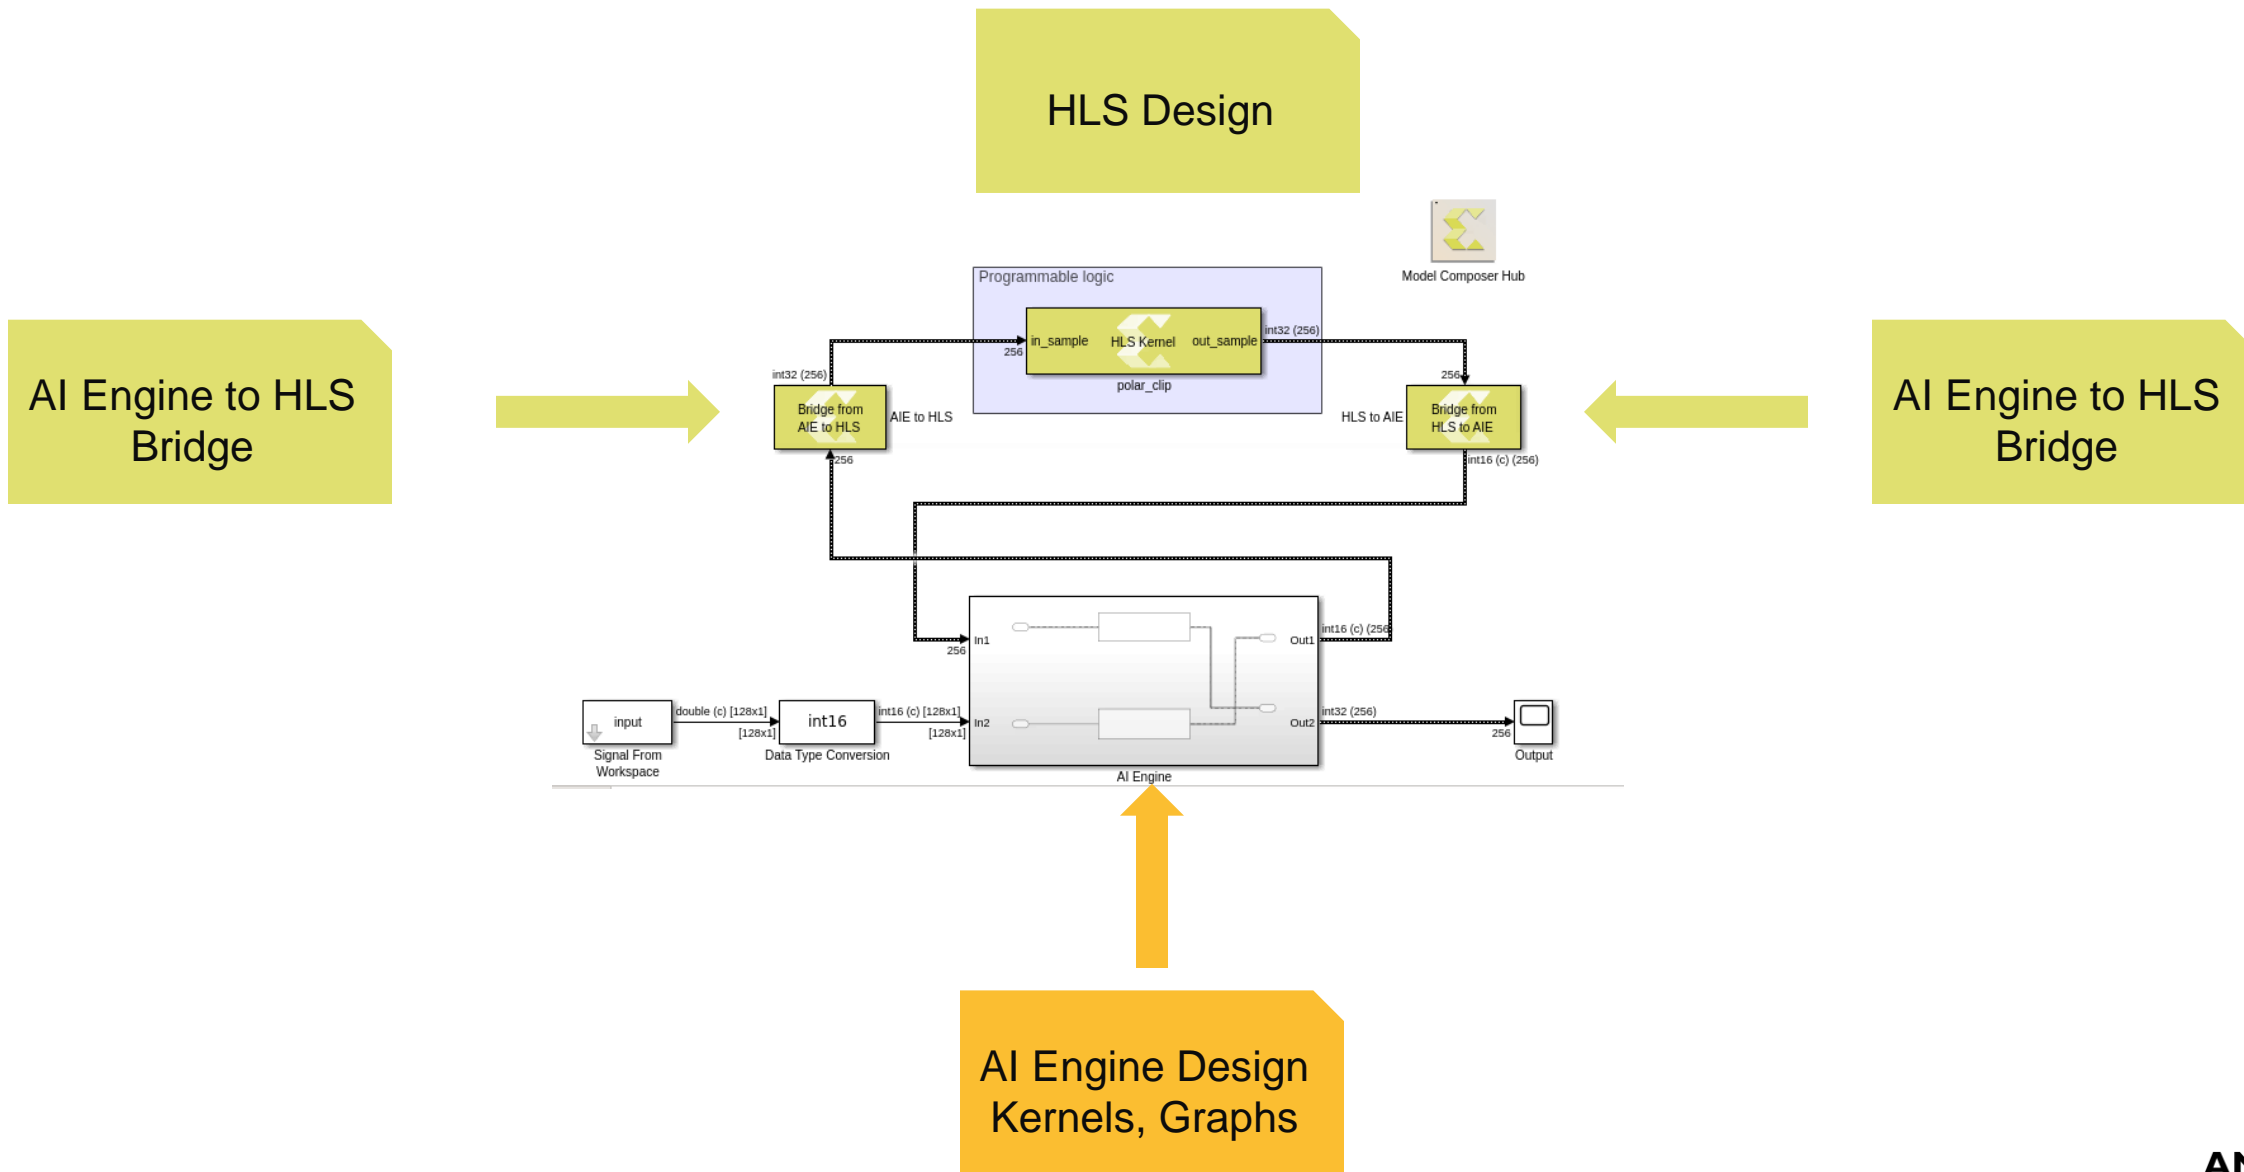 HLS Design
Model Composer Hub
Programmable logic
in_sample
HLS Kernel
out_sample
256
int32 (256)
polar_clip
AI Engine to HLS
Bridge
int32 (256)
Bridge from
AIE to HLS
AIE to HLS
256
256
HLS to AIE
Bridge from
HLS to AIE
int16 (c) (256)
AI Engine to HLS
Bridge
In1
256
Out1
int16 (c) (256
input
Signal From
Workspace
double (c) [128x1]
[128x1]
int16
Data Type Conversion
int16 (c) [128x1]
[128x1]
In2
Out2
int32 (256)
256
Output
AI Engine
AI Engine Design
Kernels, Graphs